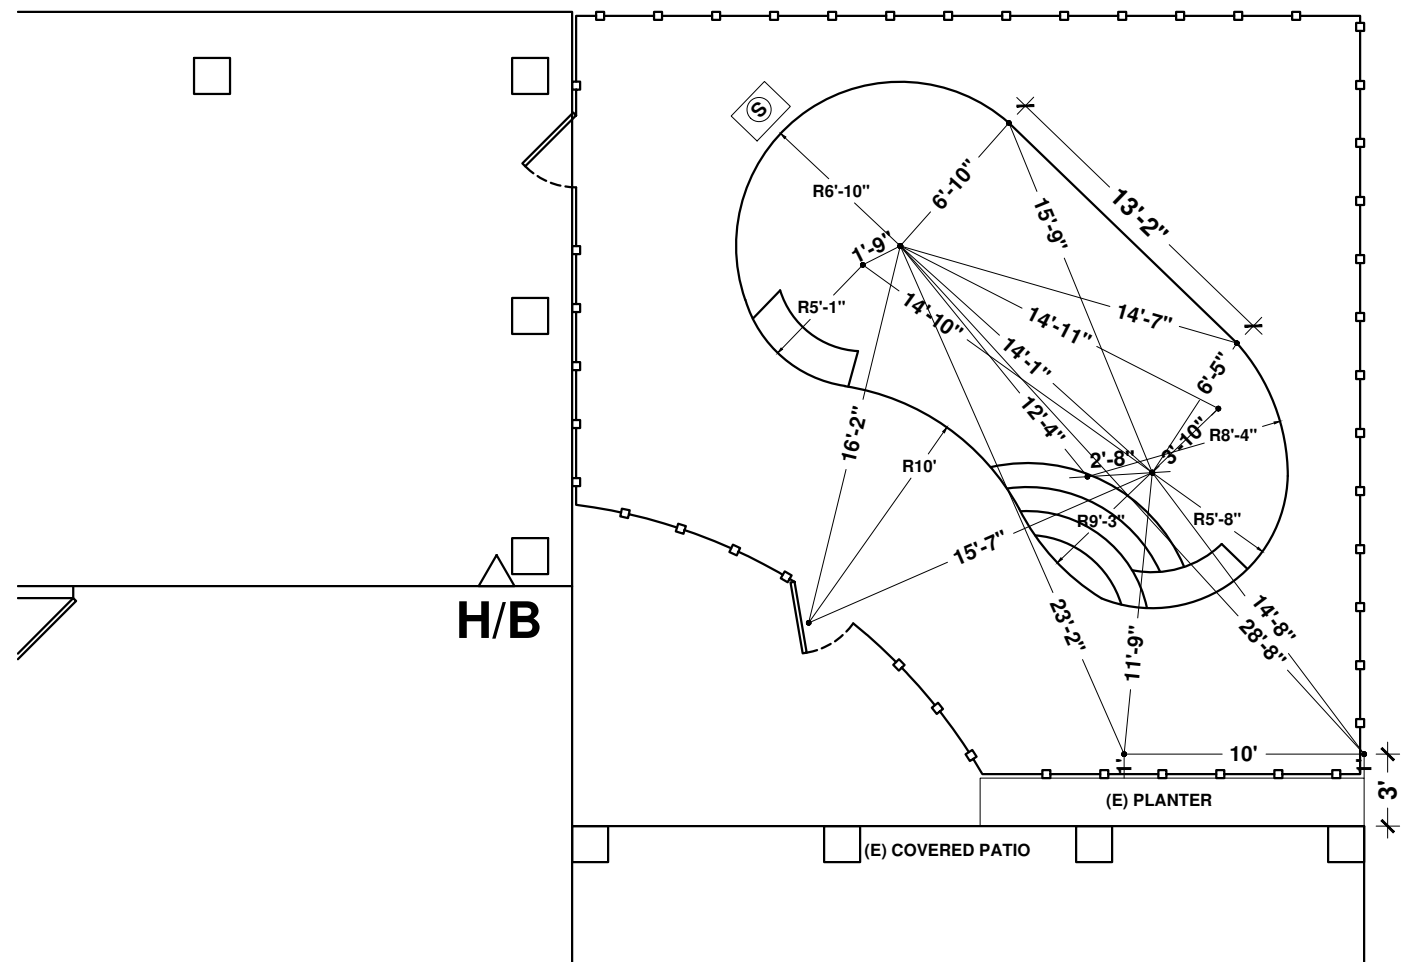 S
6'-10"
13'-2"
R6'-10"
15'-9"
1'-9"
R5'-1"
14'-10"
14'-11"
14'-7"
14'-1"
6'-5"
12'-4"
16'-2"
R10'
2'-8"
3'-10"
R8'-4"
R9'-3"
R5'-8"
15'-7"
H/B
23'-2"
11'-9"
14'-8"
28'-8"
10'
1'
1'
3'
(E) PLANTER
(E) COVERED PATIO